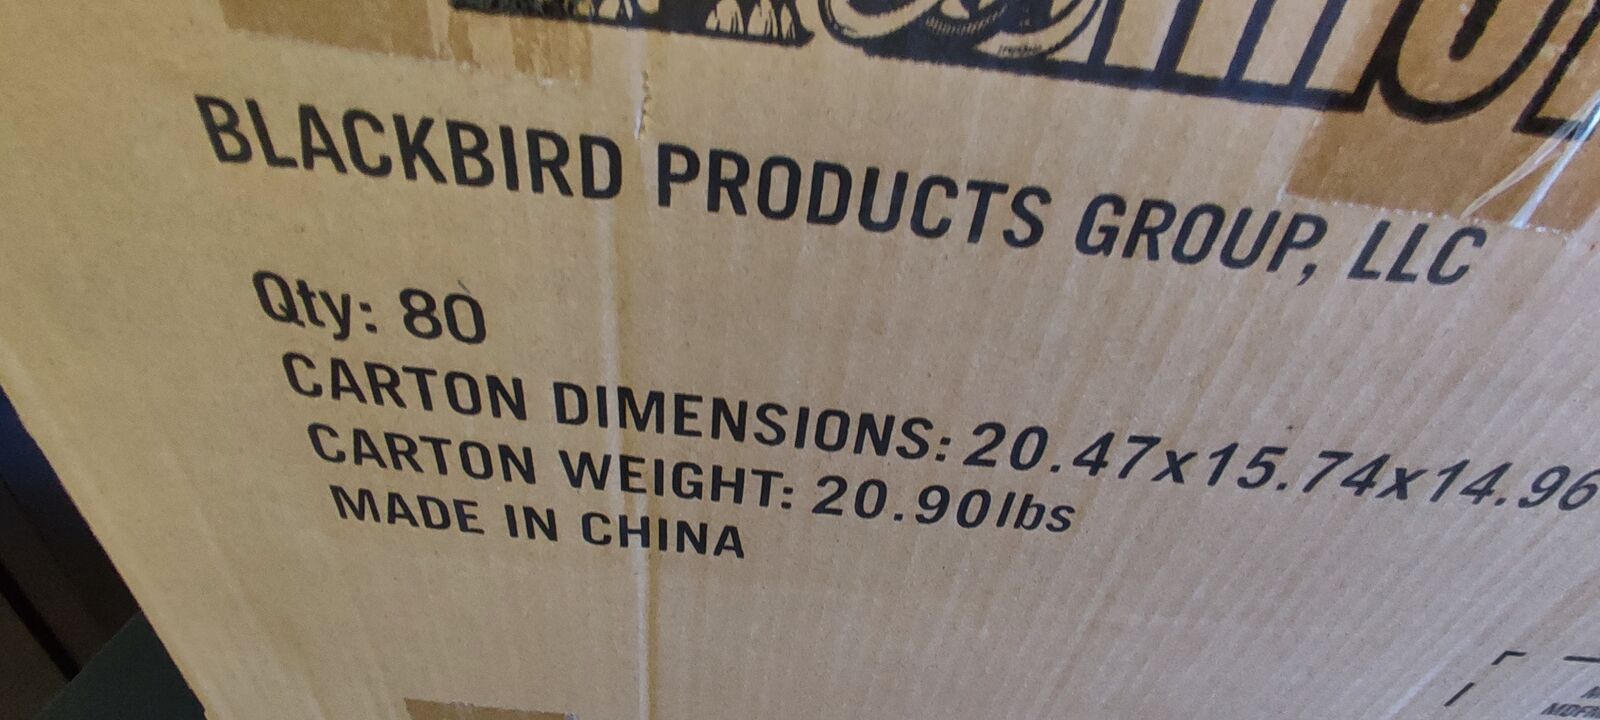 BLACKBIRD PRODUCTS GROUP, LLC
Qty: 80
CARTON DIMENSIONS: 20.47x15.74x14.96
CARTON WEIGHT: 20.90lbs
MADE IN CHINA